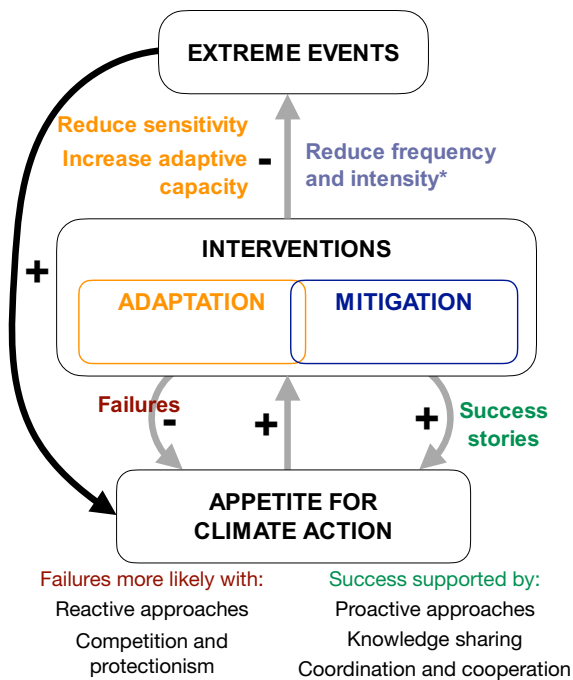 EXTREME EVENTS
Reduce sensitivity
Increase adaptive
capacity
-
Reduce frequency
and intensity*
+
INTERVENTIONS
ADAPTATION
MITIGATION
Failures
-
+
+
Success
stories
APPETITE FOR
CLIMATE ACTION
Failures more likely with:
Reactive approaches
Competition and
protectionism
Success supported by:
Proactive approaches
Knowledge sharing
Coordination and cooperation